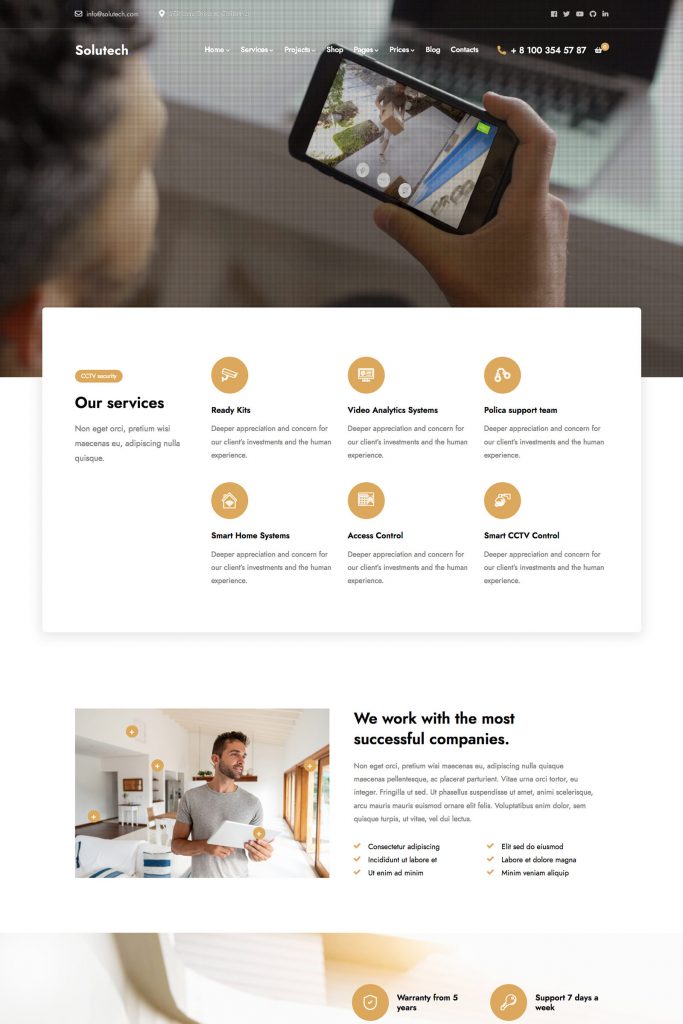 info@solutech.com
Solutech
Home Services Projects Shop Pages Prices Blog Contacts
+ 8 100 354 57 87
0
CCTV security
Our services
Non eget orci, pretium wisi
maecenas eu, adipiscing nulla
quisque.
Ready Kits
Deeper appreciation and concern for
our client's investments and the human
experience.
Video Analytics Systems
Deeper appreciation and concern for
our client's investments and the human
experience.
Polica support team
Deeper appreciation and concern for
our client's investments and the human
experience.
Smart Home Systems
Deeper appreciation and concern for
our client's investments and the human
experience.
Access Control
Deeper appreciation and concern for
our client's investments and the human
experience.
Smart CCTV Control
Deeper appreciation and concern for
our client's investments and the human
experience.
We work with the most
successful companies.
Non eget orci, pretium wisi maecenas eu, adipiscing nulla quisque
maecenas pellentesque, ac placerat parturient. Vitae urna orci tortor, eu
integer. Fringilla ut sed. Ut phasellus suspendisse ut amet, animi scelerisque,
arcu mauris mauris euismod ornare elit felis. Voluptatibus enim dolor, sem
quisque turpis, ut vitae, vel dui lectus.
Consectetur adipiscing
Incididunt ut labore et
Ut enim ad minim
Elit sed do eiusmod
Labore et dolore magna
Minim veniam aliquip
Warranty from 5
years
Support 7 days a
week